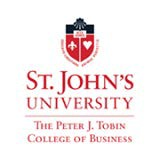 ST. JOHN'S
UNIVERSITY
THE PETER J. TOBIN
COLLEGE OF BUSINESS